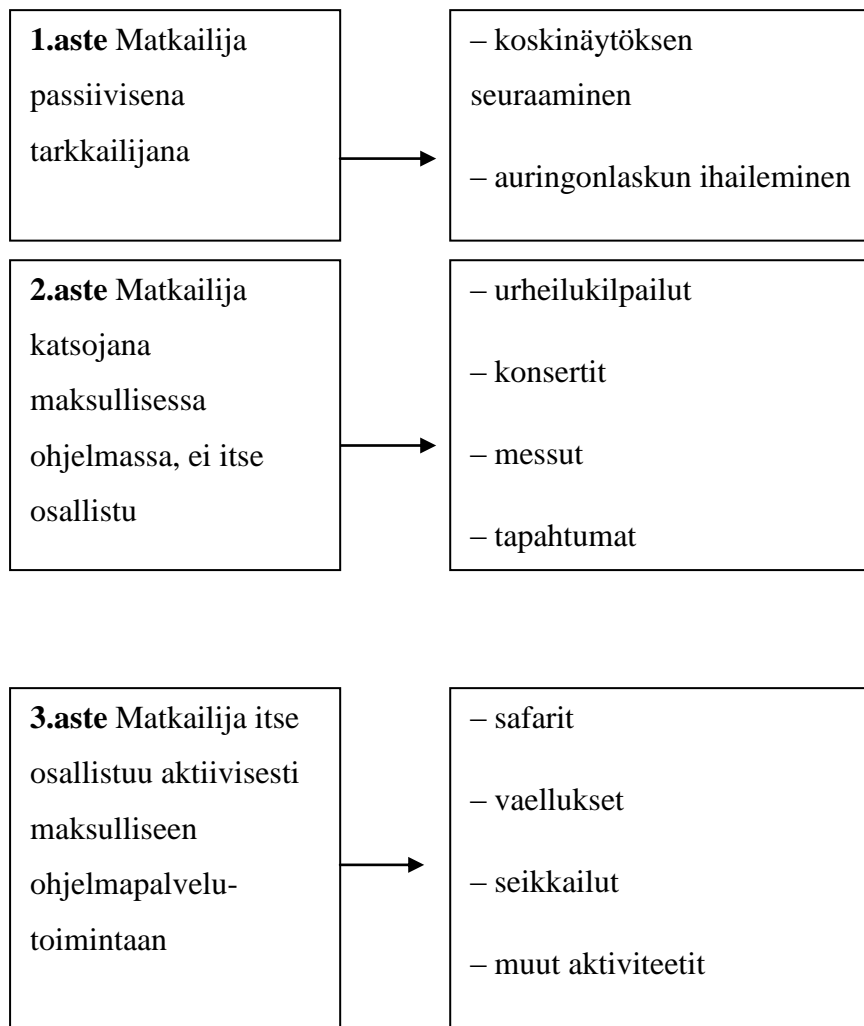 1.aste Matkailija
passiivisena
tarkkailijana
– koskinäytöksen
seuraaminen
– auringonlaskun ihaileminen
2.aste Matkailija
katsojana
maksullisessa
ohjelmassa, ei itse
osallistu
– urheilukilpailut
– konsertit
– messut
– tapahtumat
3.aste Matkailija itse
osallistuu aktiivisesti
maksulliseen
ohjelmapalvelu-
toimintaan
– safarit
– vaellukset
– seikkailut
– muut aktiviteetit